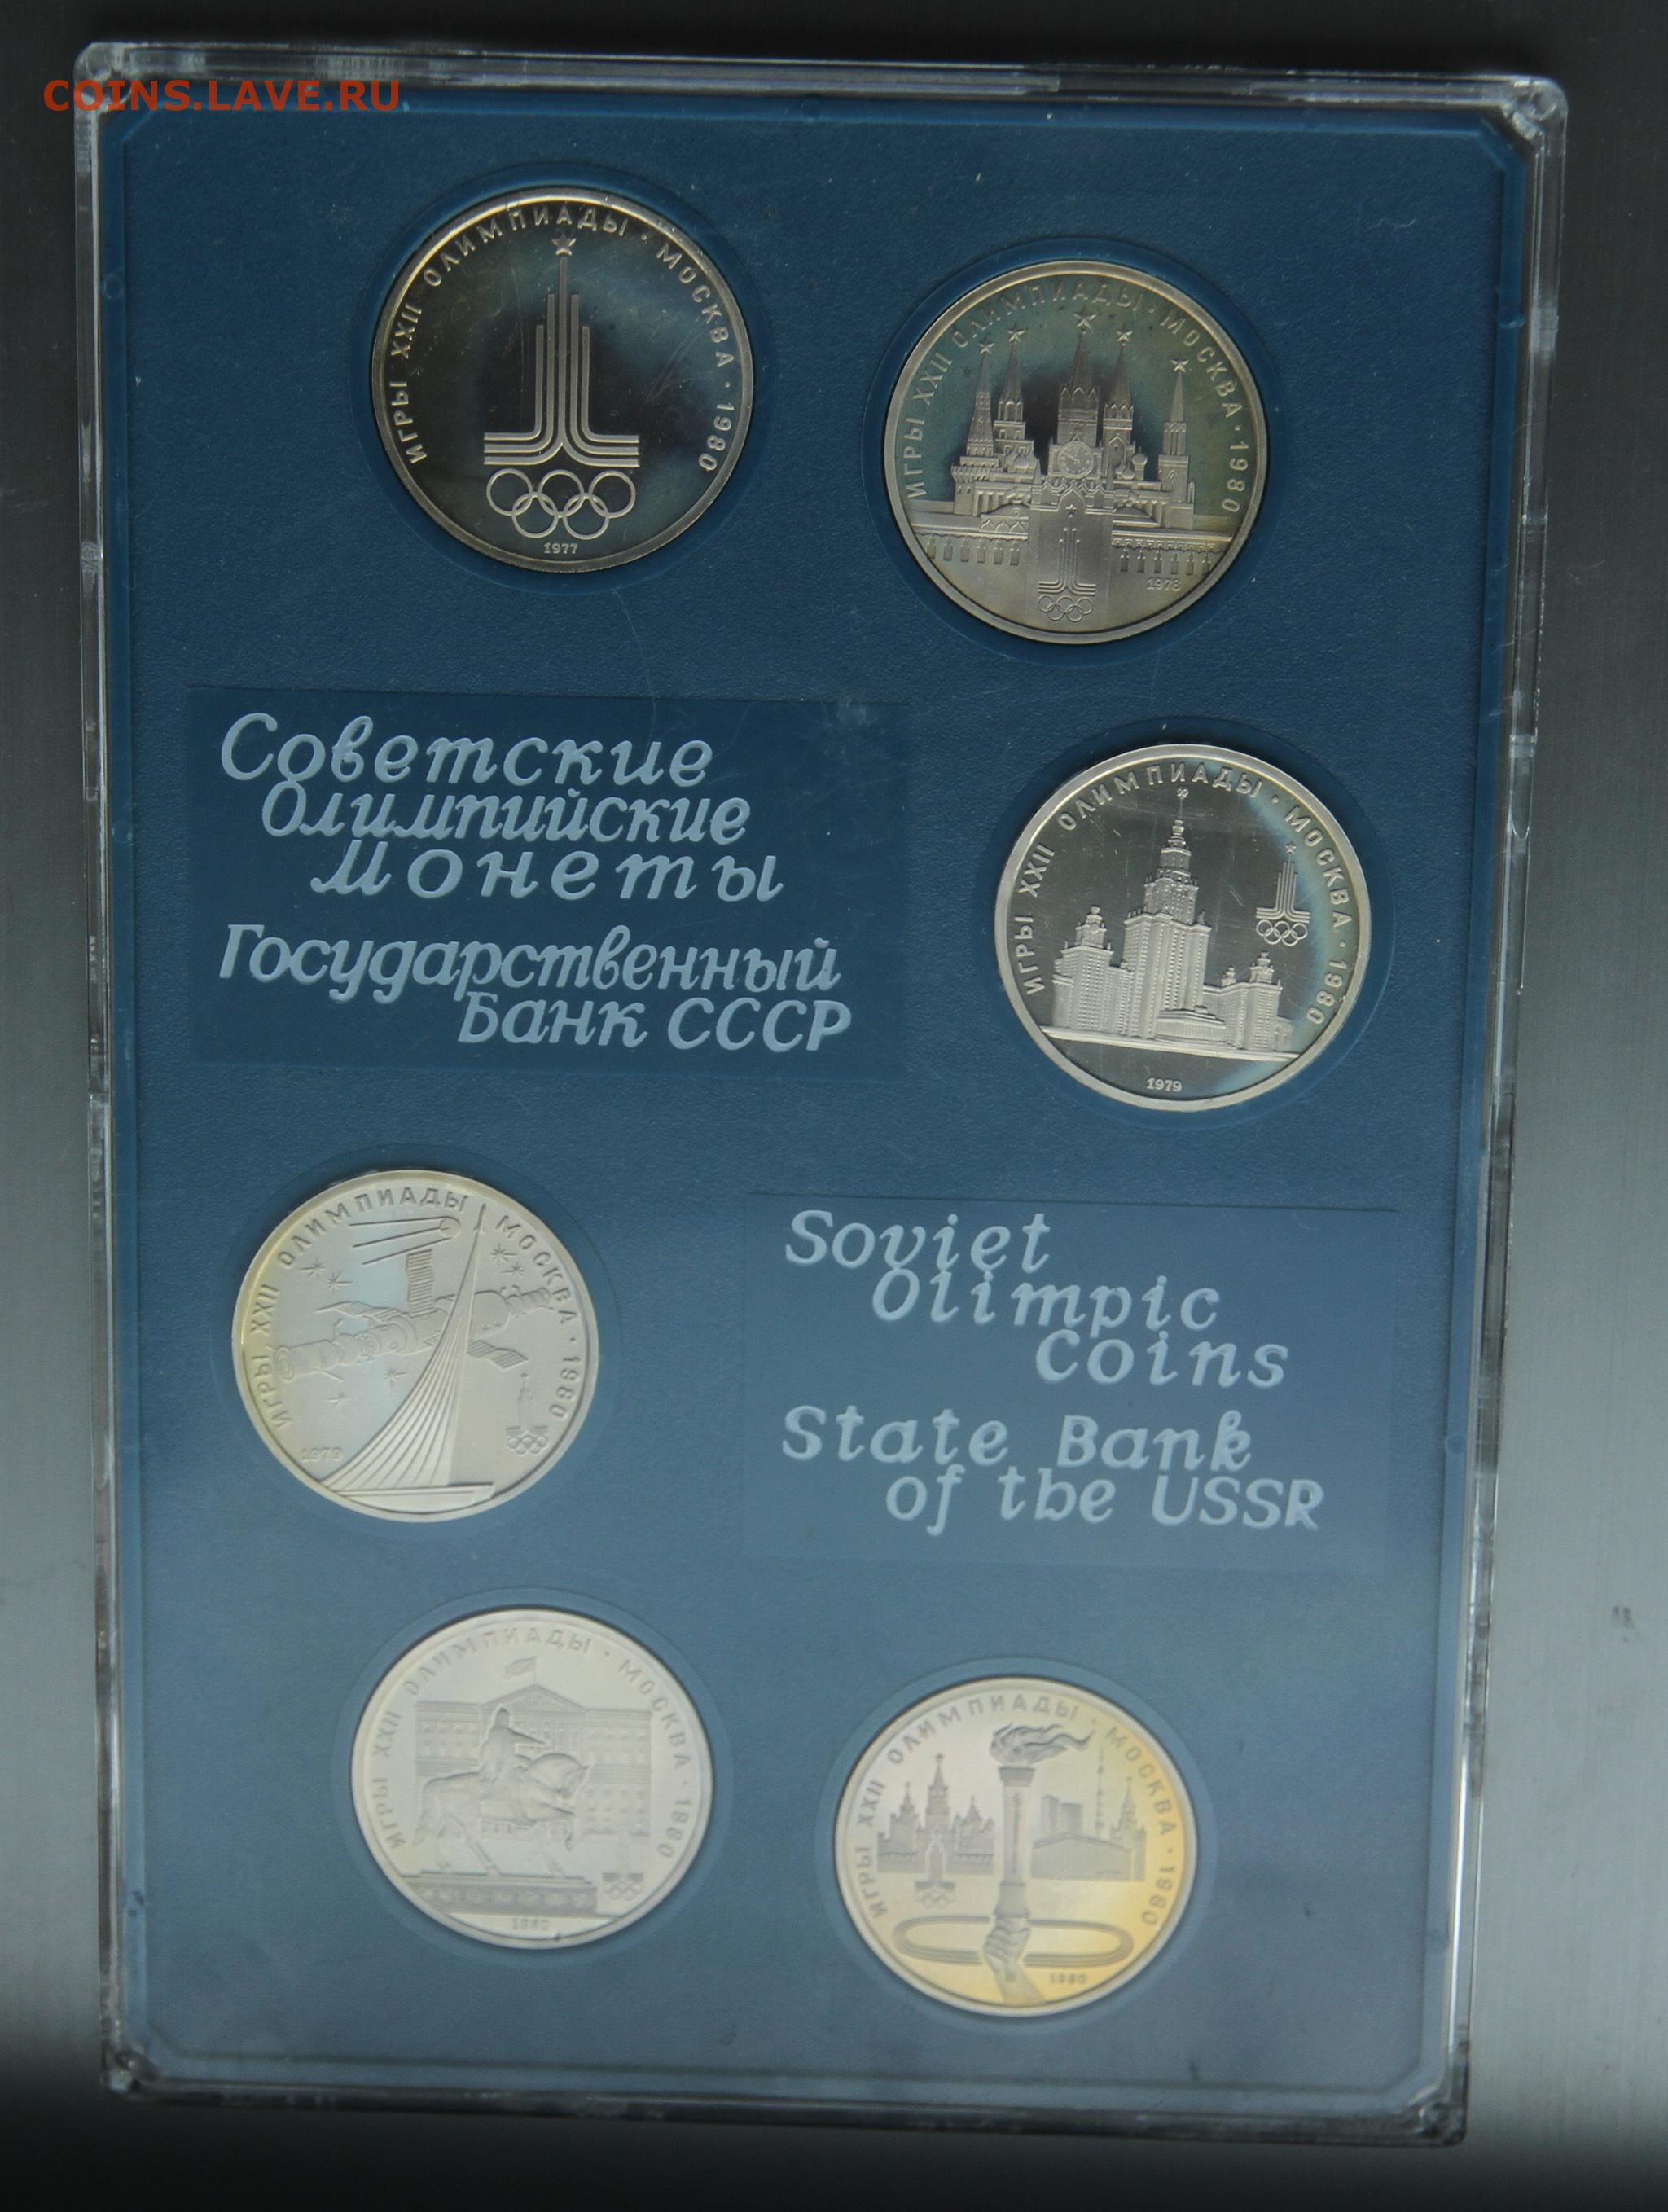 COINS.LAVE.RU
ИГРЫ XXII ОЛИМПИАДЫ · МОСКВА · 1980
1977
ИГРЫ XXII ОЛИМПИАДЫ · МОСКВА · 1980
1978
Советские
Олимпийские
Монеты
Государственный
Банк СССР
ИГРЫ XXII ОЛИМПИАДЫ · МОСКВА · 1980
1979
ИГРЫ XXII ОЛИМПИАДЫ МОСКВА · 1980
1979
Soviet
Olimpic
Coins
State Bank
of the USSR
ИГРЫ XXII ОЛИМПИАДЫ · МОСКВА · 1980
1980
ИГРЫ XXII ОЛИМПИАДЫ · МОСКВА · 1980
1980